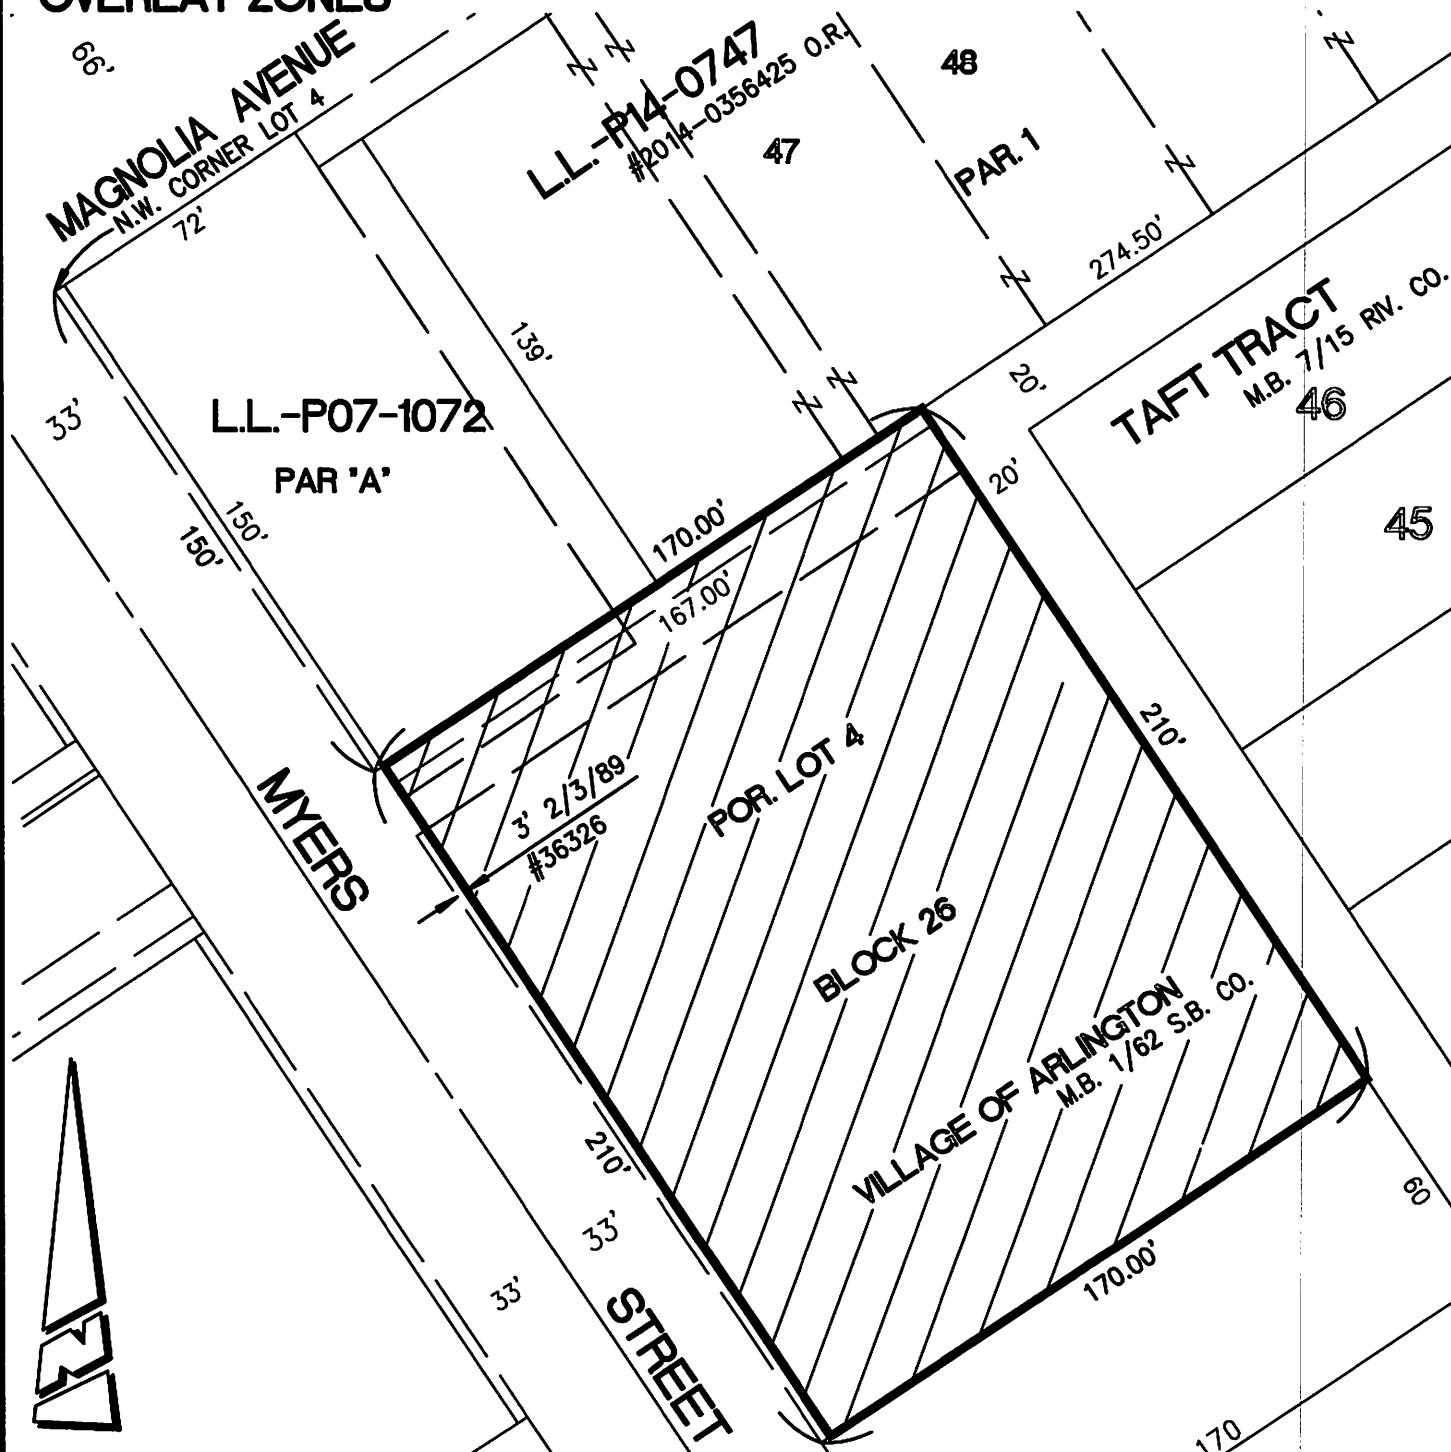 OVERLAY ZONES
66'
MAGNOLIA AVENUE
N.W. CORNER LOT 4
72'
L.L.-P14-0747
#2014-0356425 O.R.
48
47
PAR. 1
274.50'
TAFT TRACT
M.B. 7/15 RIV. CO.
46
45
20'
20'
139'
33'
L.L.-P07-1072
PAR "A"
150'
150'
170.00'
167.00'
3' 2/3/89
#36326
POR. LOT 4
210'
BLOCK 26
VILLAGE OF ARLINGTON
M.B. 1/62 S.B. CO.
MYERS
210'
33'
33'
STREET
170.00'
60
170
N